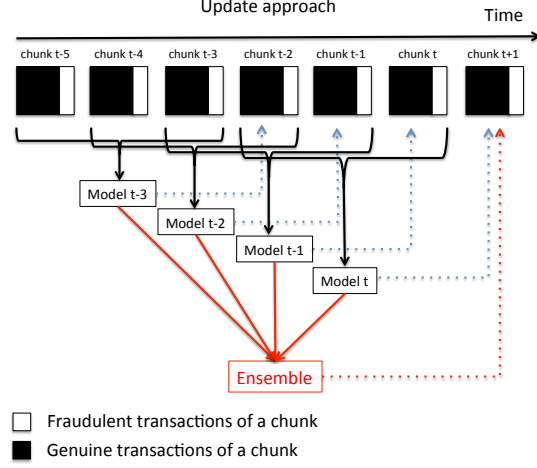 Update approach
Time
chunk t-5 chunk t-4 chunk t-3 chunk t-2 chunk t-1 chunk t chunk t+1
Model t-3
Model t-2
Model t-1
Model t
Ensemble
Fraudulent transactions of a chunk
Genuine transactions of a chunk